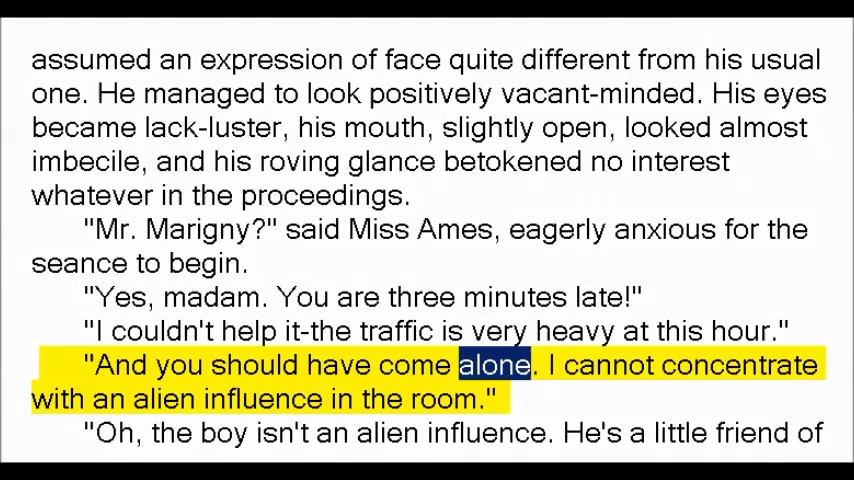 assumed an expression of face quite different from his usual
one. He managed to look positively vacant-minded. His eyes
became lack-luster, his mouth, slightly open, looked almost
imbecile, and his roving glance betokened no interest
whatever in the proceedings.
"Mr. Marigny?" said Miss Ames, eagerly anxious for the
seance to begin.
"Yes, madam. You are three minutes late!"
"I couldn't help it-the traffic is very heavy at this hour."
"And you should have come alone. I cannot concentrate
with an alien influence in the room."
"Oh, the boy isn't an alien influence. He's a little friend of